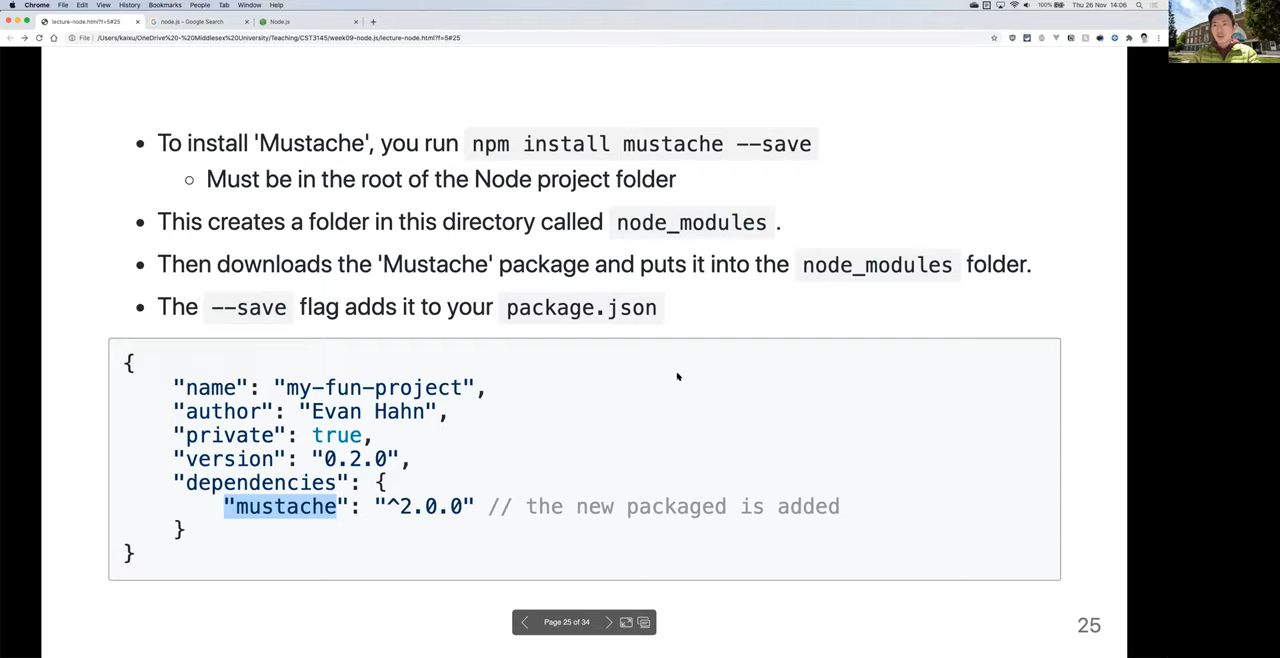 Chrome File Edit View History Bookmarks People Tab Window Help 100% Thu 26 Nov 14:06
lecture-node.html?f=5#25 node.js - Google Search Node.js
File /Users/kaixu/OneDrive%20-%20Middlesex%20University/Teaching/CST3145/week09-node.js/lecture-node.html?f=5#25
To install 'Mustache', you run npm install mustache --save
Must be in the root of the Node project folder
This creates a folder in this directory called node_modules .
Then downloads the 'Mustache' package and puts it into the node_modules folder.
The --save flag adds it to your package.json
{
"name": "my-fun-project",
"author": "Evan Hahn",
"private": true,
"version": "0.2.0",
"dependencies": {
"mustache": "^2.0.0" // the new packaged is added
}
}
Page 25 of 34
25